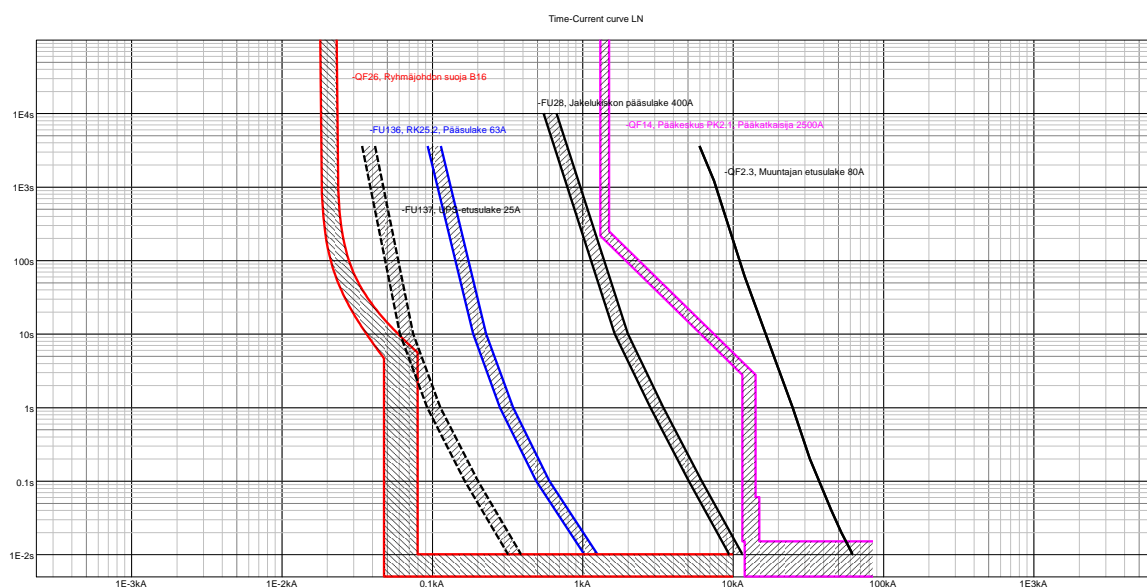 Time-Current curve LN
-QF26, Ryhmäjohdon suoja B16
-FU28, Jakelukiskon pääsulake 400A
1E4s
-FU136, RK25.2, Pääsulake 63A
-QF14, Pääkeskus PK2.1, Pääkatkaisija 2500A
-QF2.3, Muuntajan etusulake 80A
1E3s
-FU137, UPS-etusulake 25A
100s
10s
1s
0.1s
1E-2s
1E-3kA 1E-2kA 0.1kA 1kA 10kA 100kA 1E3kA